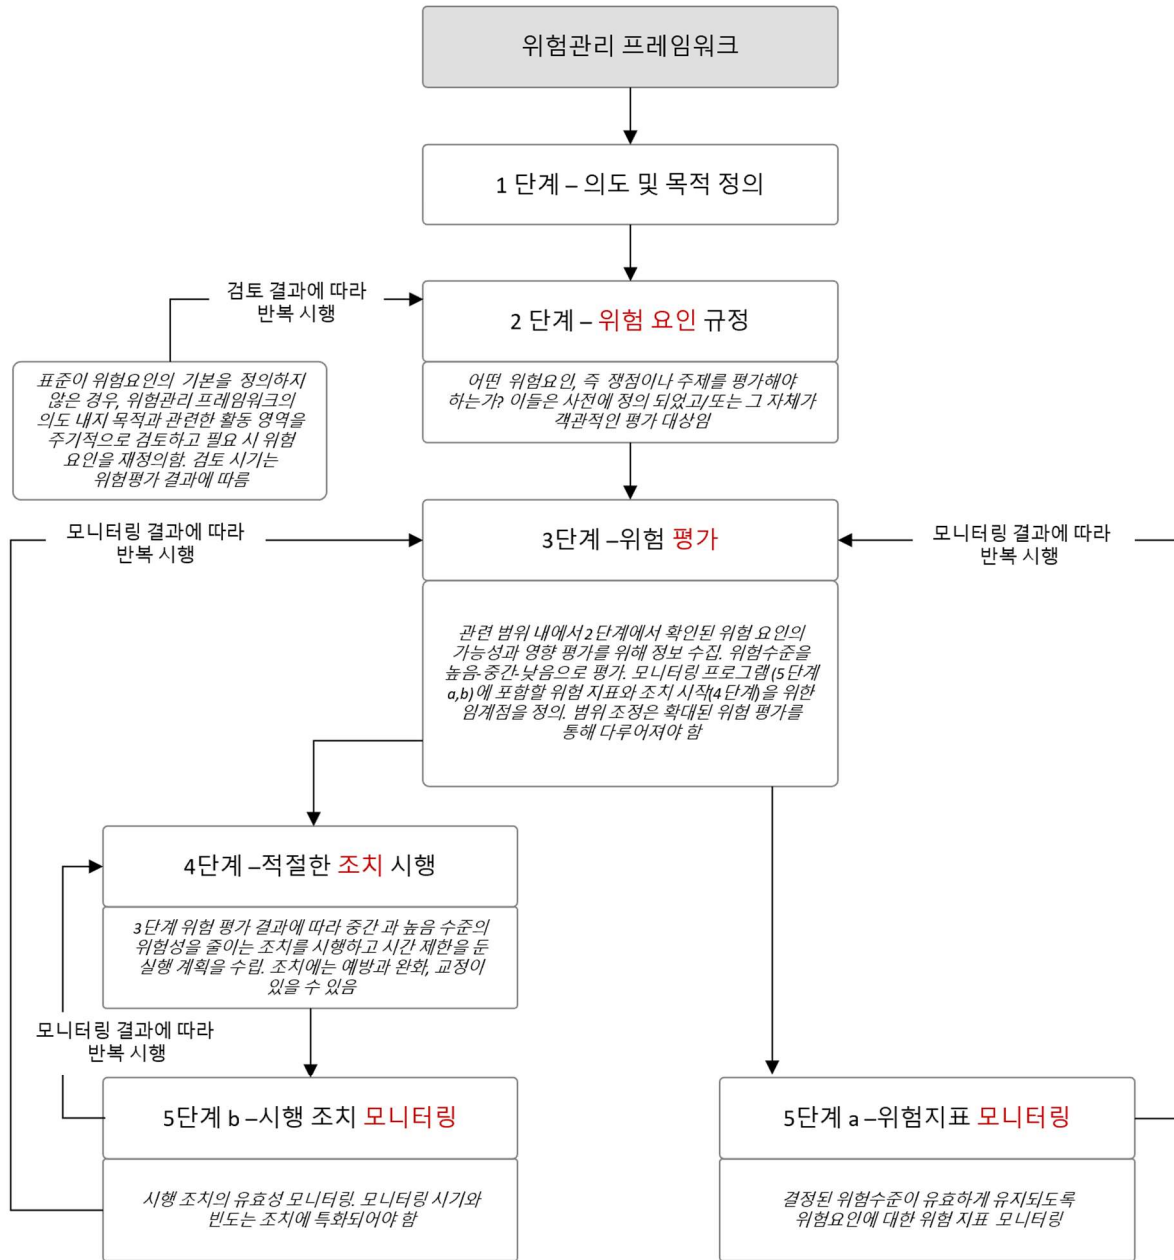 위험관리 프레임워크
1 단계 – 의도 및 목적 정의
검토 결과에 따라
반복 시행
2 단계 – 위험 요인 규정
어떤 위험요인, 즉 쟁점이나 주제를 평가해야
하는가? 이들은 사전에 정의 되었고/또는 그 자체가
객관적인 평가 대상임
표준이 위험요인의 기본을 정의하지
않은 경우, 위험관리 프레임워크의
의도 내지 목적과 관련한 활동 영역을
주기적으로 검토하고 필요 시 위험
요인을 재정의함. 검토 시기는
위험평가 결과에 따름
모니터링 결과에 따라
반복 시행
3단계 –위험 평가
모니터링 결과에 따라
반복 시행
관련 범위 내에서 2단계에서 확인된 위험 요인의
가능성과 영향 평가를 위해 정보 수집. 위험수준을
높음-중간-낮음으로 평가. 모니터링 프로그램(5단계
a,b)에 포함할 위험 지표와 조치 시작(4단계)을 위한
임계점을 정의. 범위 조정은 확대된 위험 평가를
통해 다루어져야 함
4단계 –적절한 조치 시행
3단계 위험 평가 결과에 따라 중간 과 높음 수준의
위험성을 줄이는 조치를 시행하고 시간 제한을 둔
실행 계획을 수립. 조치에는 예방과 완화, 교정이
있을 수 있음
모니터링 결과에 따라
반복 시행
5단계 b –시행 조치 모니터링
시행 조치의 유효성 모니터링. 모니터링 시기와
빈도는 조치에 특화되어야 함
5단계 a –위험지표 모니터링
결정된 위험수준이 유효하게 유지되도록
위험요인에 대한 위험 지표 모니터링